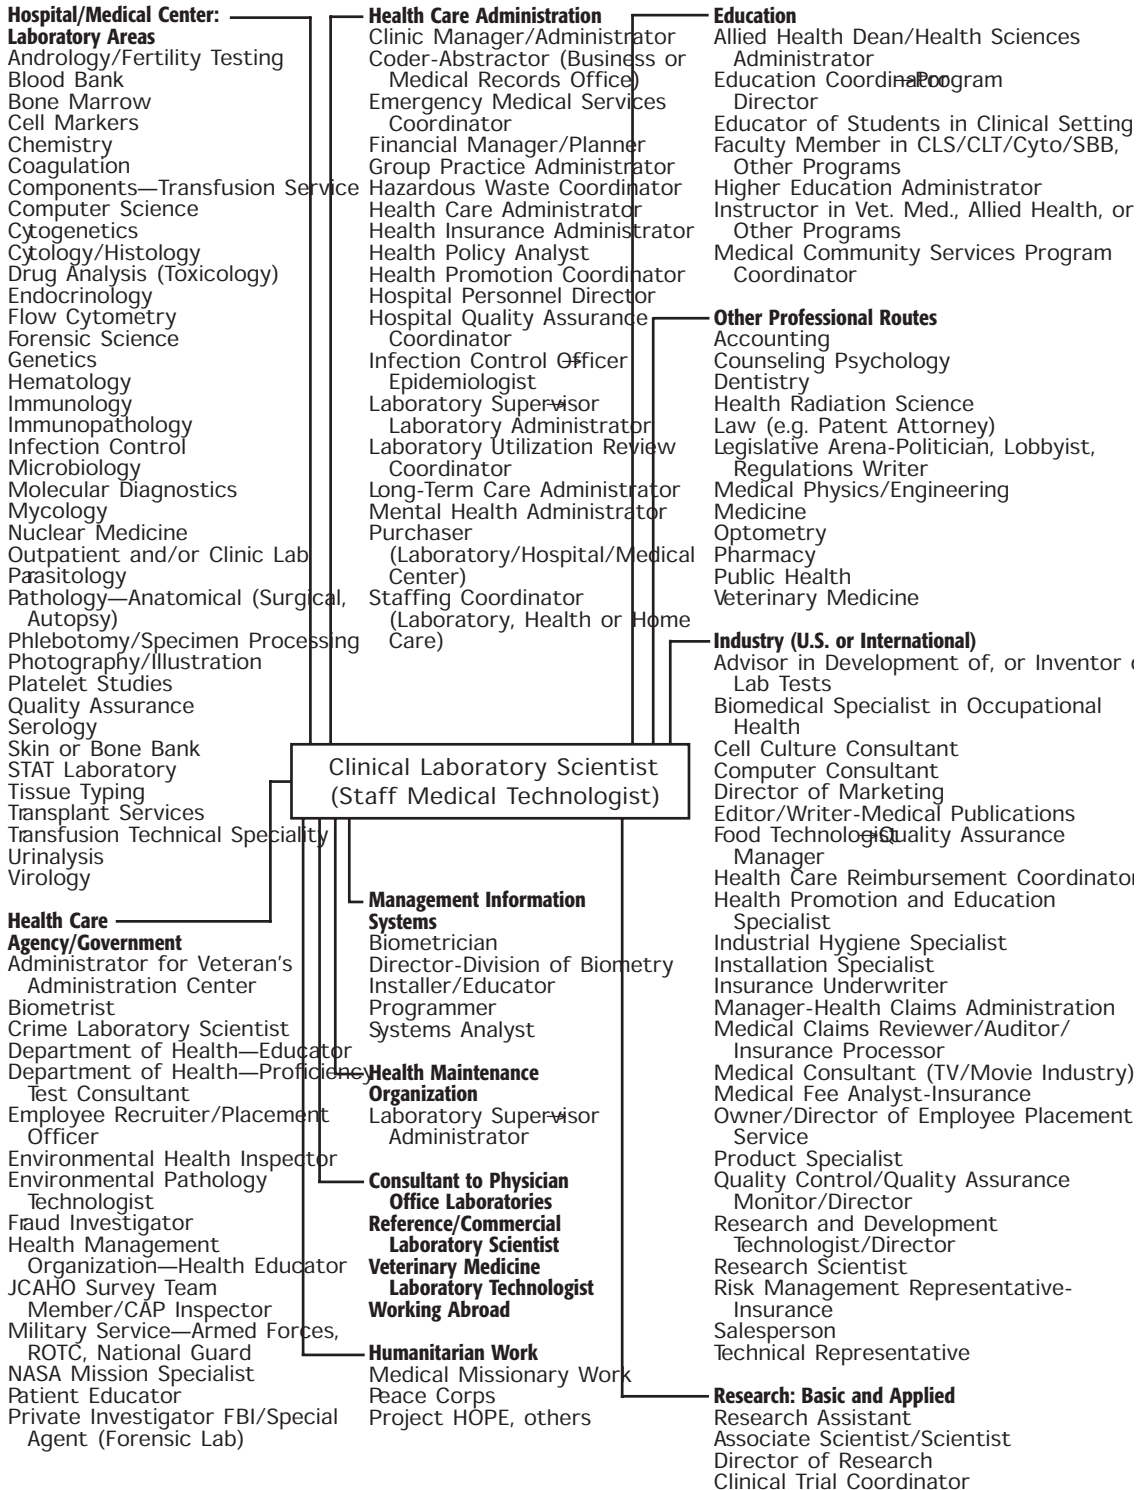 Hospital/Medical Center:
Laboratory Areas
Andrology/Fertility Testing
Blood Bank
Bone Marrow
Cell Markers
Chemistry
Coagulation
Components—Transfusion Service
Computer Science
Cytogenetics
Cytology/Histology
Drug Analysis (Toxicology)
Endocrinology
Flow Cytometry
Forensic Science
Genetics
Hematology
Immunology
Immunopathology
Infection Control
Microbiology
Molecular Diagnostics
Mycology
Nuclear Medicine
Outpatient and/or Clinic Lab
Parasitology
Pathology—Anatomical (Surgical,
Autopsy)
Phlebotomy/Specimen Processing
Photography/Illustration
Platelet Studies
Quality Assurance
Serology
Skin or Bone Bank
STAT Laboratory
Tissue Typing
Transplant Services
Transfusion Technical Speciality
Urinalysis
Virology
Health Care
Agency/Government
Administrator for Veteran's
Administration Center
Biometrist
Crime Laboratory Scientist
Department of Health—Educator
Department of Health—Proficiency
Test Consultant
Employee Recruiter/Placement
Officer
Environmental Health Inspector
Environmental Pathology
Technologist
Fraud Investigator
Health Management
Organization—Health Educator
JCAHO Survey Team
Member/CAP Inspector
Military Service—Armed Forces,
ROTC, National Guard
NASA Mission Specialist
Patient Educator
Private Investigator FBI/Special
Agent (Forensic Lab)
Health Care Administration
Clinic Manager/Administrator
Coder-Abstractor (Business or
Medical Records Office)
Emergency Medical Services
Coordinator
Financial Manager/Planner
Group Practice Administrator
Hazardous Waste Coordinator
Health Care Administrator
Health Insurance Administrator
Health Policy Analyst
Health Promotion Coordinator
Hospital Personnel Director
Hospital Quality Assurance
Coordinator
Infection Control Officer→
Epidemiologist
Laboratory Supervisor→
Laboratory Administrator
Laboratory Utilization Review
Coordinator
Long-Term Care Administrator
Mental Health Administrator
Purchaser
(Laboratory/Hospital/Medical
Center)
Staffing Coordinator
(Laboratory, Health or Home
Care)
Clinical Laboratory Scientist
(Staff Medical Technologist)
Management Information
Systems
Biometrician
Director-Division of Biometry
Installer/Educator
Programmer
Systems Analyst
Health Maintenance
Organization
Laboratory Supervisor→
Administrator
Consultant to Physician
Office Laboratories
Reference/Commercial
Laboratory Scientist
Veterinary Medicine
Laboratory Technologist
Working Abroad
Humanitarian Work
Medical Missionary Work
Peace Corps
Project HOPE, others
Education
Allied Health Dean/Health Sciences
Administrator
Education Coordinator→Program
Director
Educator of Students in Clinical Setting
Faculty Member in CLS/CLT/Cyto/SBB,
Other Programs
Higher Education Administrator
Instructor in Vet. Med., Allied Health, or
Other Programs
Medical Community Services Program
Coordinator
Other Professional Routes
Accounting
Counseling Psychology
Dentistry
Health Radiation Science
Law (e.g. Patent Attorney)
Legislative Arena-Politician, Lobbyist,
Regulations Writer
Medical Physics/Engineering
Medicine
Optometry
Pharmacy
Public Health
Veterinary Medicine
Industry (U.S. or International)
Advisor in Development of, or Inventor
Lab Tests
Biomedical Specialist in Occupational
Health
Cell Culture Consultant
Computer Consultant
Director of Marketing
Editor/Writer-Medical Publications
Food Technologist→Quality Assurance
Manager
Health Care Reimbursement Coordinator
Health Promotion and Education
Specialist
Industrial Hygiene Specialist
Installation Specialist
Insurance Underwriter
Manager-Health Claims Administration
Medical Claims Reviewer/Auditor/
Insurance Processor
Medical Consultant (TV/Movie Industry)
Medical Fee Analyst-Insurance
Owner/Director of Employee Placement
Service
Product Specialist
Quality Control/Quality Assurance
Monitor/Director
Research and Development
Technologist/Director
Research Scientist
Risk Management Representative-
Insurance
Salesperson
Technical Representative
Research: Basic and Applied
Research Assistant
Associate Scientist/Scientist
Director of Research
Clinical Trial Coordinator